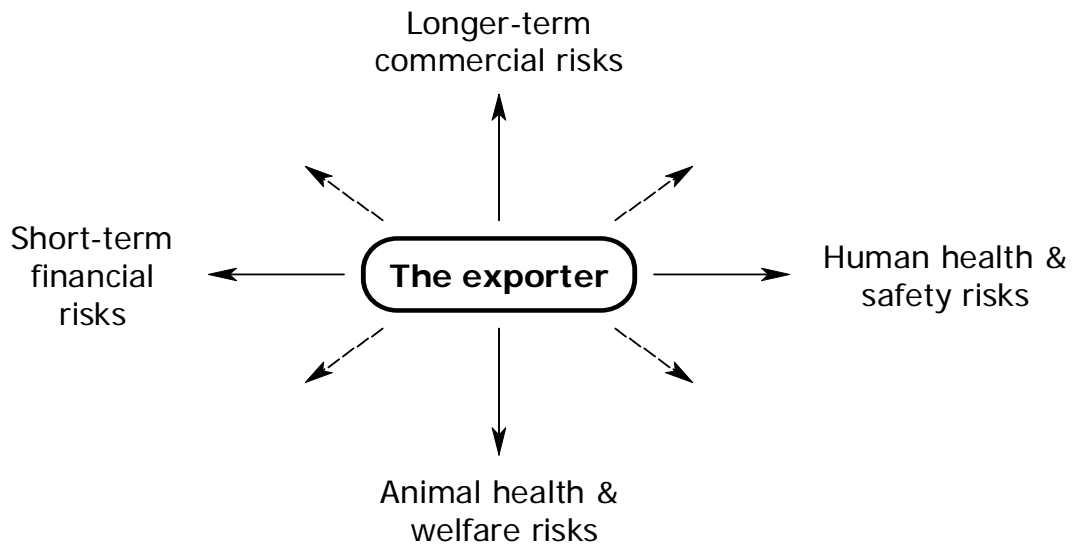 Longer-term
commercial risks
Short-term
financial
risks
The exporter
Human health &
safety risks
Animal health &
welfare risks